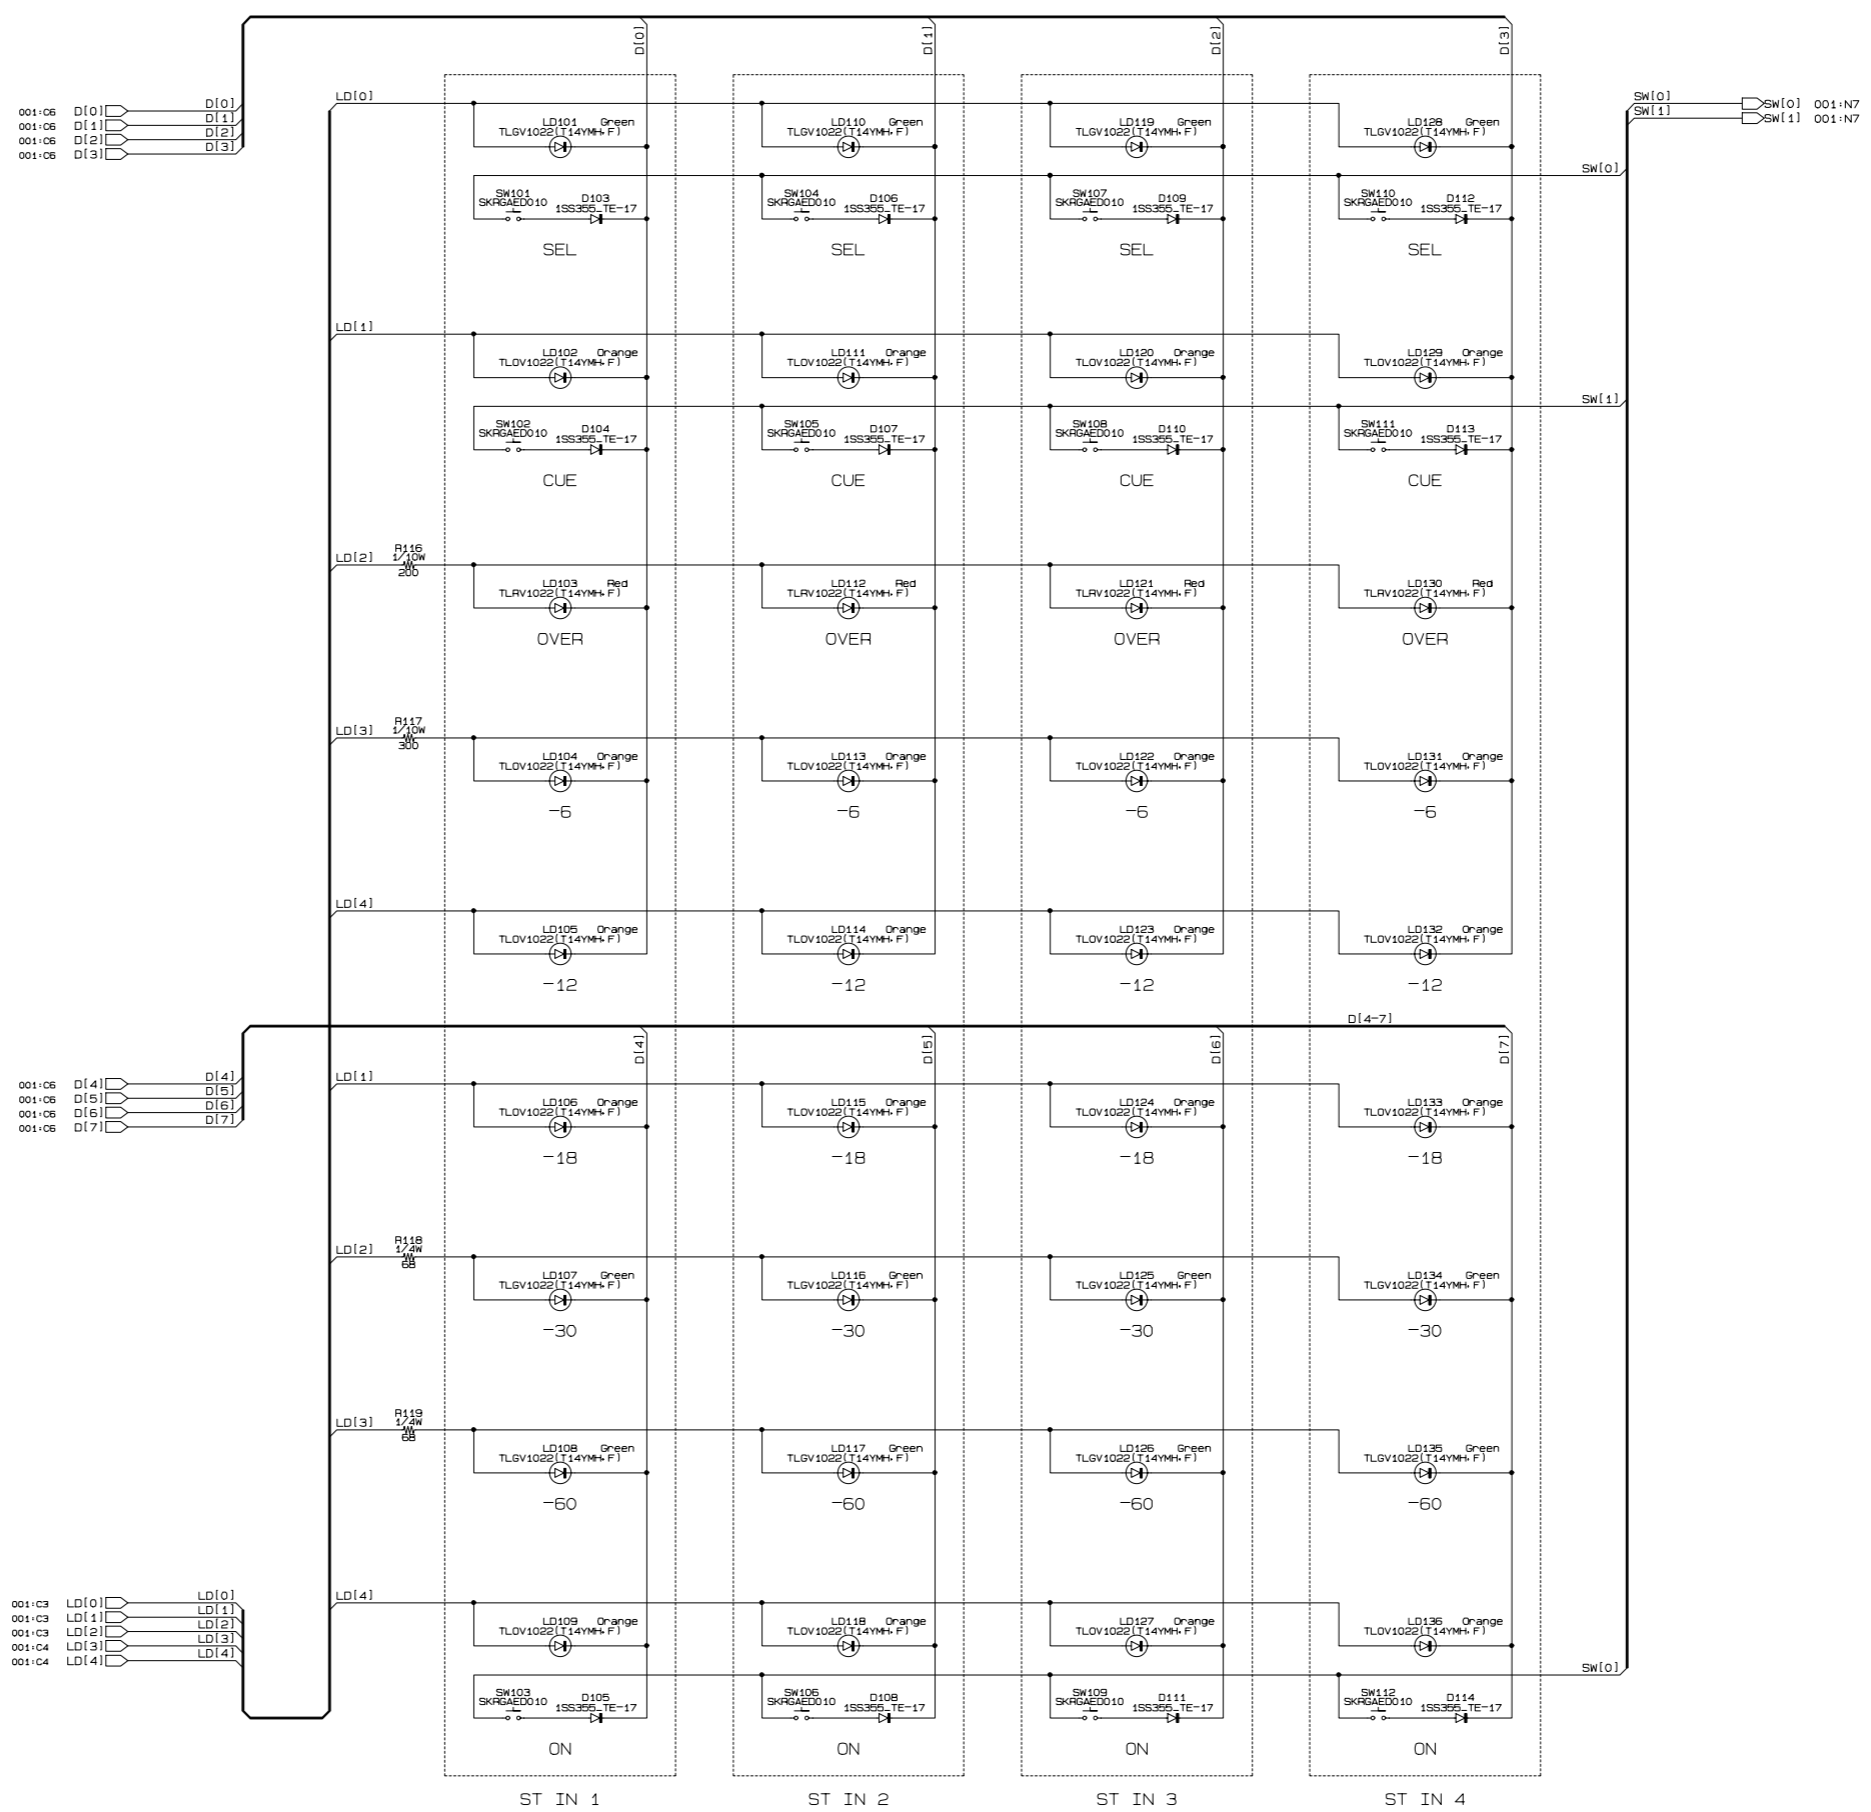 D[0] D[1] D[2] D[3]
001:C6 D[0] D[0]
001:C6 D[1] D[1]
001:C6 D[2] D[2]
001:C6 D[3] D[3]
LD[0]
SW[0] SW[0] 001:N7
SW[1] SW[1] 001:N7
LD101 Green LD110 Green LD119 Green LD128 Green
TLGV1022(T14YMH,F) TLGV1022(T14YMH,F) TLGV1022(T14YMH,F) TLGV1022(T14YMH,F)
SW[0]
SW101 D103 SW104 D106 SW107 D109 SW110 D112
SKRGAED010 1SS355_TE-17 SKRGAED010 1SS355_TE-17 SKRGAED010 1SS355_TE-17 SKRGAED010 1SS355_TE-17
SEL SEL SEL SEL
LD[1]
LD102 Orange LD111 Orange LD120 Orange LD129 Orange
TLOV1022(T14YMH,F) TLOV1022(T14YMH,F) TLOV1022(T14YMH,F) TLOV1022(T14YMH,F)
SW[1]
SW102 D104 SW105 D107 SW108 D110 SW111 D113
SKRGAED010 1SS355_TE-17 SKRGAED010 1SS355_TE-17 SKRGAED010 1SS355_TE-17 SKRGAED010 1SS355_TE-17
CUE CUE CUE CUE
LD[2] R116
1/10W
200
LD103 Red LD112 Red LD121 Red LD130 Red
TLRV1022(T14YMH,F) TLRV1022(T14YMH,F) TLRV1022(T14YMH,F) TLRV1022(T14YMH,F)
OVER OVER OVER OVER
LD[3] R117
1/10W
300
LD104 Orange LD113 Orange LD122 Orange LD131 Orange
TLOV1022(T14YMH,F) TLOV1022(T14YMH,F) TLOV1022(T14YMH,F) TLOV1022(T14YMH,F)
-6 -6 -6 -6
LD[4]
LD105 Orange LD114 Orange LD123 Orange LD132 Orange
TLOV1022(T14YMH,F) TLOV1022(T14YMH,F) TLOV1022(T14YMH,F) TLOV1022(T14YMH,F)
-12 -12 -12 -12
D[4-7]
D[4] D[5] D[6] D[7]
001:C6 D[4] D[4]
001:C6 D[5] D[5]
001:C6 D[6] D[6]
001:C6 D[7] D[7]
LD[1]
LD106 Orange LD115 Orange LD124 Orange LD133 Orange
TLOV1022(T14YMH,F) TLOV1022(T14YMH,F) TLOV1022(T14YMH,F) TLOV1022(T14YMH,F)
-18 -18 -18 -18
LD[2] R118
1/4W
68
LD107 Green LD116 Green LD125 Green LD134 Green
TLGV1022(T14YMH,F) TLGV1022(T14YMH,F) TLGV1022(T14YMH,F) TLGV1022(T14YMH,F)
-30 -30 -30 -30
LD[3] R119
1/4W
68
LD108 Green LD117 Green LD126 Green LD135 Green
TLGV1022(T14YMH,F) TLGV1022(T14YMH,F) TLGV1022(T14YMH,F) TLGV1022(T14YMH,F)
-60 -60 -60 -60
001:C3 LD[0] LD[0]
001:C3 LD[1] LD[1]
001:C3 LD[2] LD[2]
001:C4 LD[3] LD[3]
001:C4 LD[4] LD[4]
LD[4]
LD109 Orange LD118 Orange LD127 Orange LD136 Orange
TLOV1022(T14YMH,F) TLOV1022(T14YMH,F) TLOV1022(T14YMH,F) TLOV1022(T14YMH,F)
SW[0]
SW103 D105 SW106 D108 SW109 D111 SW112 D114
SKRGAED010 1SS355_TE-17 SKRGAED010 1SS355_TE-17 SKRGAED010 1SS355_TE-17 SKRGAED010 1SS355_TE-17
ON ON ON ON
ST IN 1 ST IN 2 ST IN 3 ST IN 4